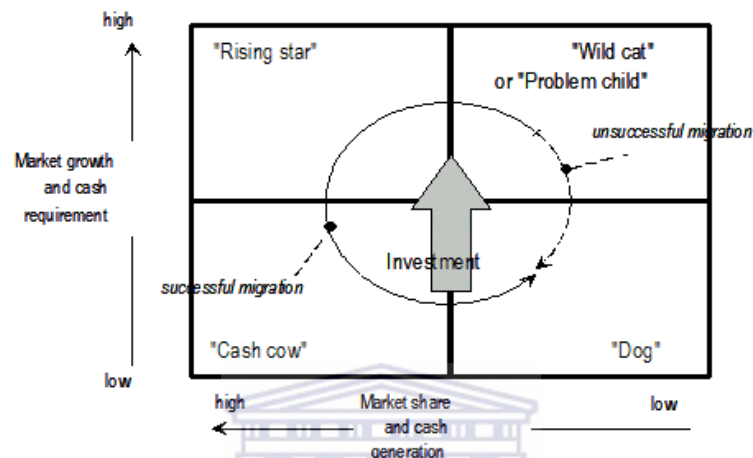 high
"Rising star"
"Wild cat"
or "Problem child"
unsuccessful migration
Market growth
and cash
requirement
Investment
successful migration
"Cash cow"
"Dog"
low
high
Market share
and cash
generation
low